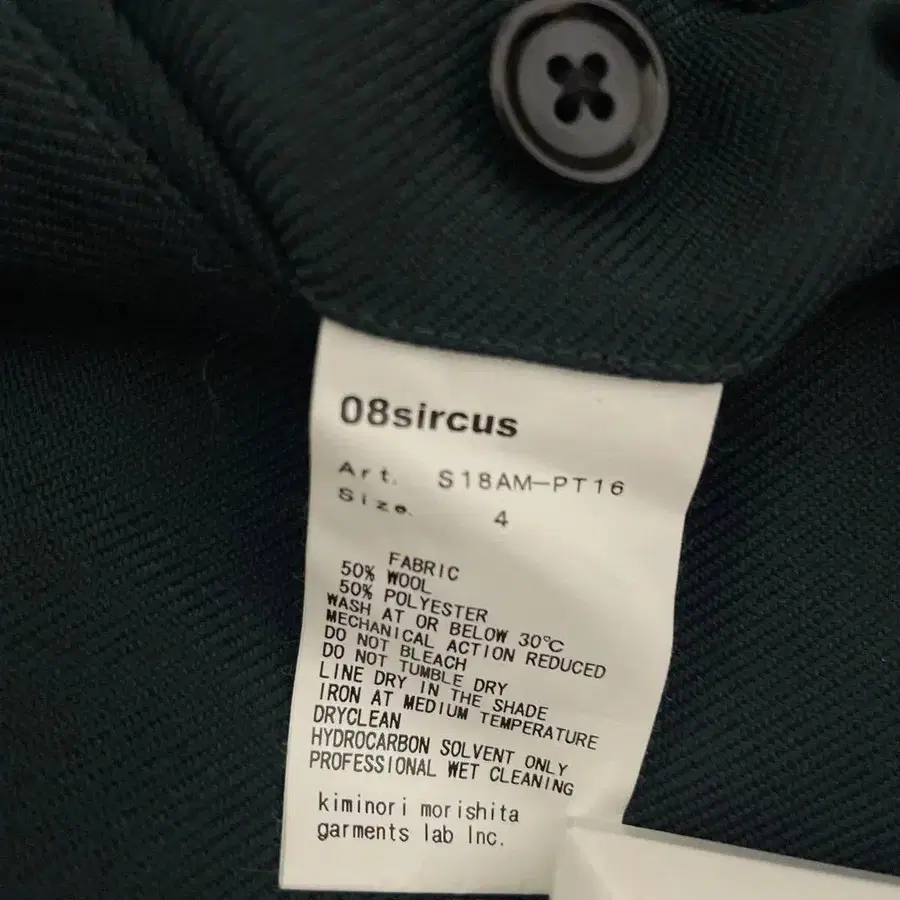 08sircus
Art. S18AM-PT16
Size. 4
FABRIC
50% WOOL
50% POLYESTER
WASH AT OR BELOW 30℃
MECHANICAL ACTION REDUCED
DO NOT BLEACH
DO NOT TUMBLE DRY
LINE DRY IN THE SHADE
IRON AT MEDIUM TEMPERATURE
DRYCLEAN
HYDROCARBON SOLVENT ONLY
PROFESSIONAL WET CLEANING
kiminori morishita
garments lab Inc.